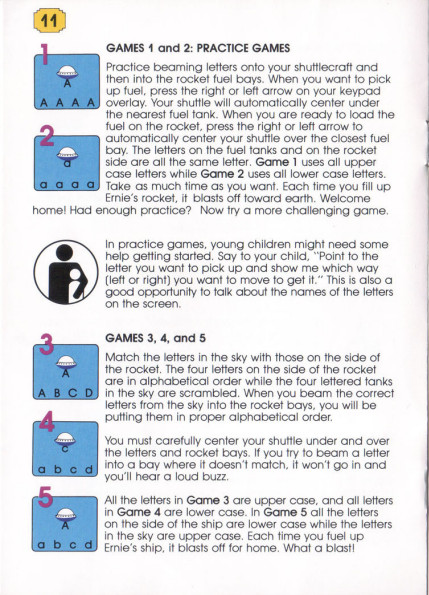 11
GAMES 1 and 2: PRACTICE GAMES
1
A
A A A A
Practice beaming letters onto your shuttlecraft and
then into the rocket fuel bays. When you want to pick
up fuel, press the right or left arrow on your keypad
overlay. Your shuttle will automatically center under
the nearest fuel tank. When you are ready to load the
fuel on the rocket, press the right or left arrow to
2
a
a a a a
automatically center your shuttle over the closest fuel
bay. The letters on the fuel tanks and on the rocket
side are all the same letter. Game 1 uses all upper
case letters while Game 2 uses all lower case letters.
Take as much time as you want. Each time you fill up
Ernie's rocket, it blasts off toward earth. Welcome
home! Had enough practice? Now try a more challenging game.
In practice games, young children might need some
help getting started. Say to your child, "Point to the
letter you want to pick up and show me which way
(left or right) you want to move to get it." This is also a
good opportunity to talk about the names of the letters
on the screen.
GAMES 3, 4, and 5
3
A
A B C D
Match the letters in the sky with those on the side of
the rocket. The four letters on the side of the rocket
are in alphabetical order while the four lettered tanks
in the sky are scrambled. When you beam the correct
letters from the sky into the rocket bays, you will be
putting them in proper alphabetical order.
4
c
a b c d
You must carefully center your shuttle under and over
the letters and rocket bays. If you try to beam a letter
into a bay where it doesn't match, it won't go in and
you'll hear a loud buzz.
5
A
a b c d
All the letters in Game 3 are upper case, and all letters
in Game 4 are lower case. In Game 5 all the letters
on the side of the ship are lower case while the letters
in the sky are upper case. Each time you fuel up
Ernie's ship, it blasts off for home. What a blast!